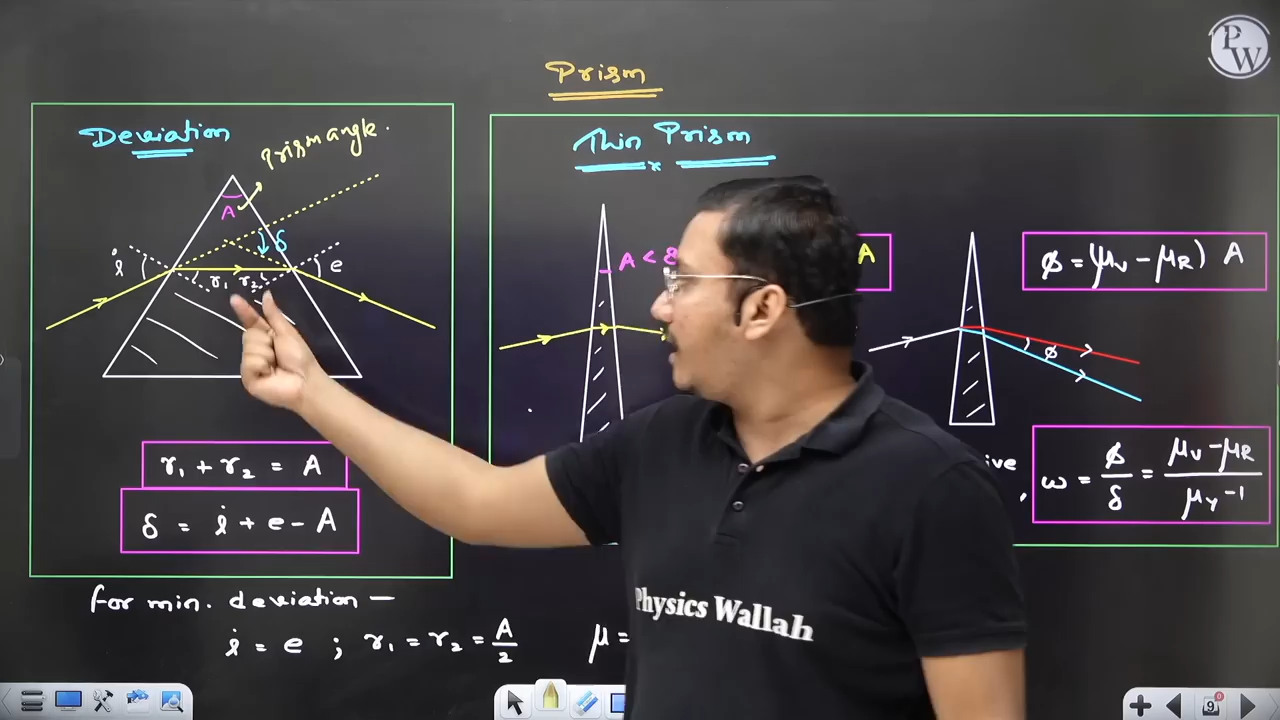 PW
Prism
Deviation
Prism angle.
A
δ
i
r₁
r₂
e
r₁ + r₂ = A
δ = i + e - A
For min. deviation —
i = e ; r₁ = r₂ = A/2
μ =
Thin Prism
A <
A
ϕ = (μᵥ - μR) A
ϕ
ive
, ω = ϕ/δ = μᵥ - μR / μy - 1
Physics Wallah
9